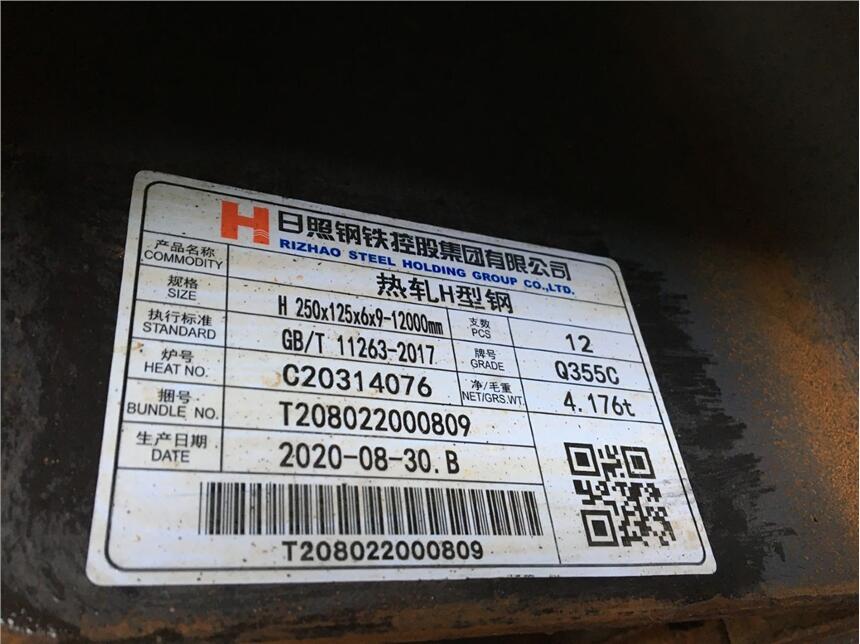 H 日照钢铁控股集团有限公司
RIZHAO STEEL HOLDING GROUP CO.,LTD.
产品名称
COMMODITY
热轧H型钢
规格
SIZE
H 250x125x6x9-12000mm
支数
PCS
12
执行标准
STANDARD
GB/T 11263-2017
牌号
GRADE
Q355C
炉号
HEAT NO.
C20314076
净/毛重
NET/GRS.WT.
4.176t
捆号
BUNDLE NO.
T208022000809
生产日期
DATE
2020-08-30.B
T208022000809